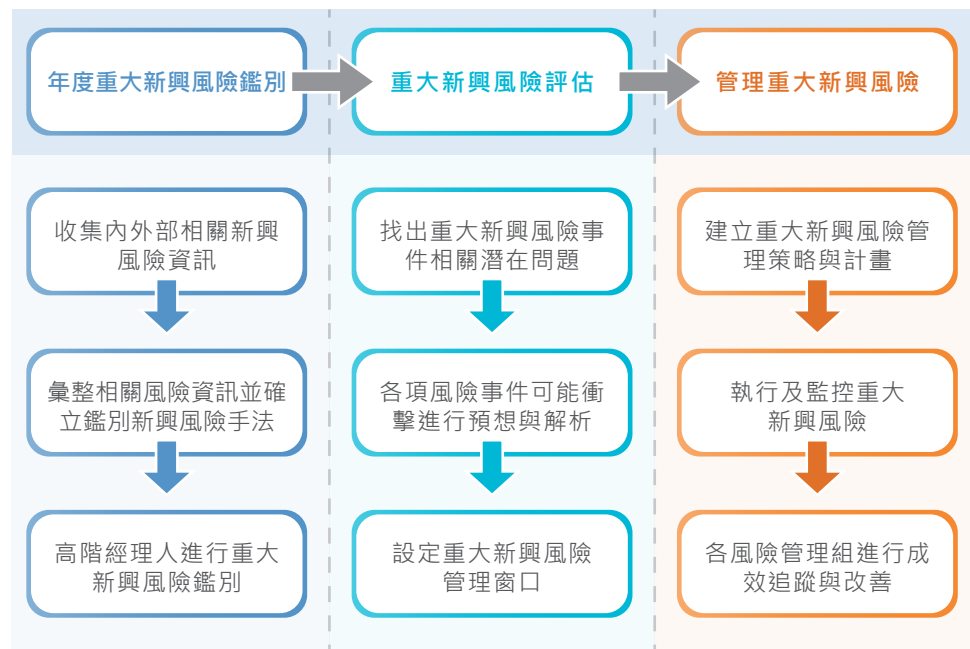 年度重大新興風險鑑別
重大新興風險評估
管理重大新興風險
收集內外部相關新興
風險資訊
彙整相關風險資訊並確
立鑑別新興風險手法
高階經理人進行重大
新興風險鑑別
找出重大新興風險事
件相關潛在問題
各項風險事件可能衝
擊進行預想與解析
設定重大新興風險
管理窗口
建立重大新興風險管
理策略與計畫
執行及監控重大
新興風險
各風險管理組進行成
效追蹤與改善